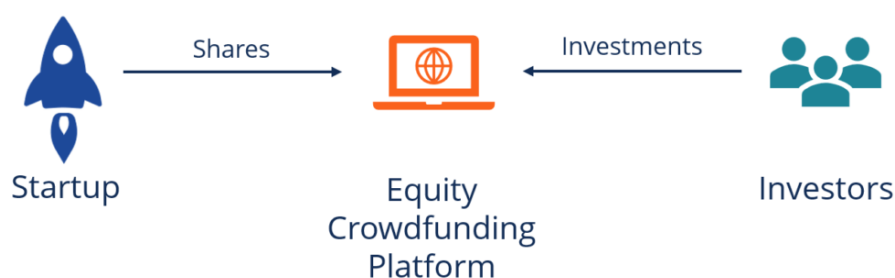 Shares
Investments
Startup
Equity
Crowdfunding
Platform
Investors